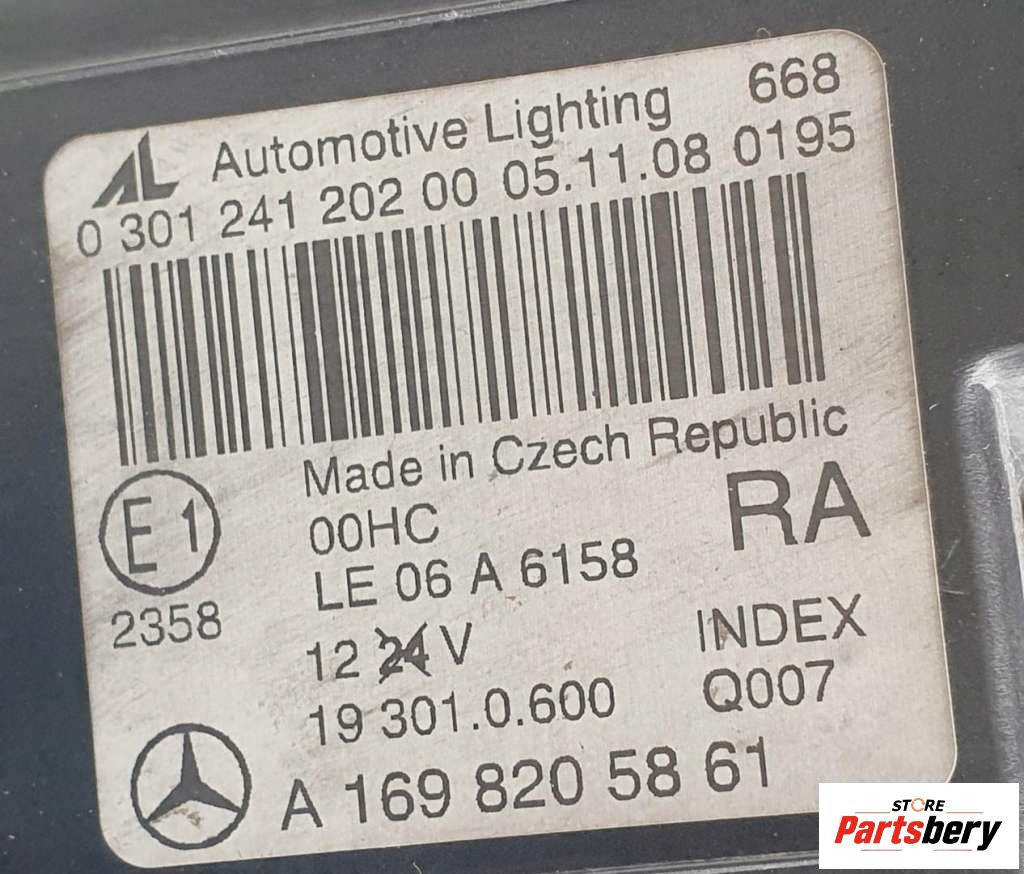 AL Automotive Lighting 668
0 301 241 202 00 05.11.08 0195
Made in Czech Republic
E1 00HC RA
2358 LE 06 A 6158
12 24 V INDEX
19 301.0.600 Q007
A 169 820 58 61
STORE
Partsbery